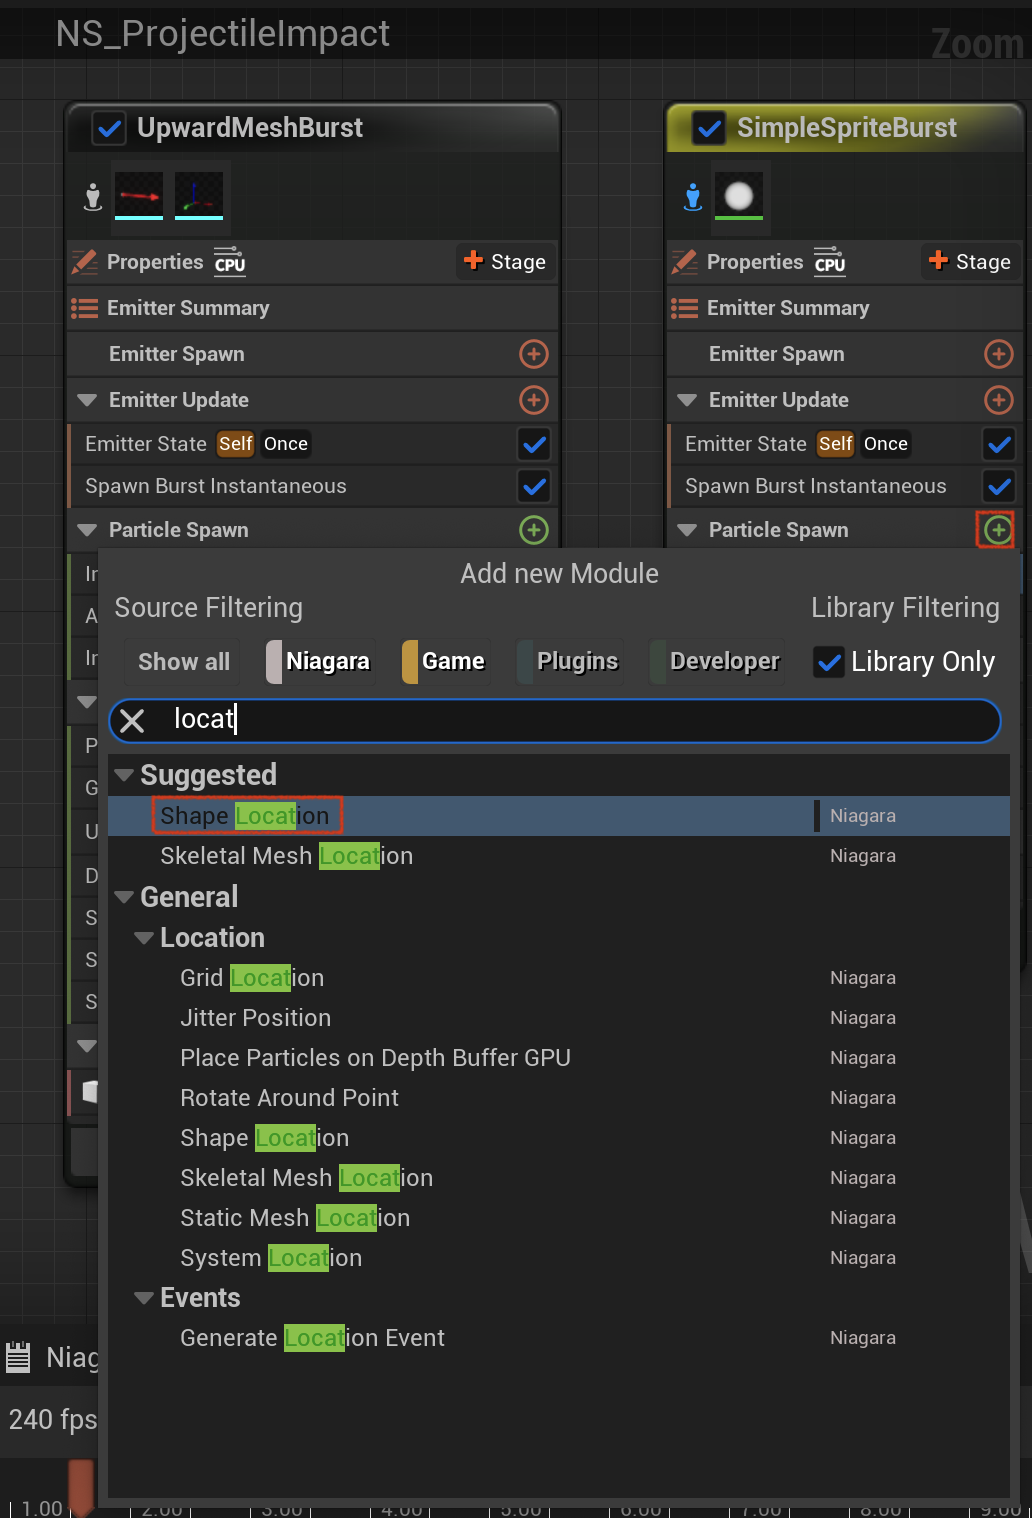 NS_ProjectileImpact
Zoom
UpwardMeshBurst
SimpleSpriteBurst
Properties CPU + Stage
Properties CPU + Stage
Emitter Summary
Emitter Summary
Emitter Spawn
Emitter Spawn
Emitter Update
Emitter Update
Emitter State Self Once
Emitter State Self Once
Spawn Burst Instantaneous
Spawn Burst Instantaneous
Particle Spawn
Particle Spawn
Add new Module
Source Filtering
Library Filtering
Show all Niagara Game Plugins Developer Library Only
locat
Suggested
Shape Location Niagara
Skeletal Mesh Location Niagara
General
Location
Grid Location Niagara
Jitter Position Niagara
Place Particles on Depth Buffer GPU Niagara
Rotate Around Point Niagara
Shape Location Niagara
Skeletal Mesh Location Niagara
Static Mesh Location Niagara
System Location Niagara
Events
Generate Location Event Niagara
Niag
240 fps
1.00 2.00 3.00 4.00 5.00 6.00 7.00 8.00 9.00